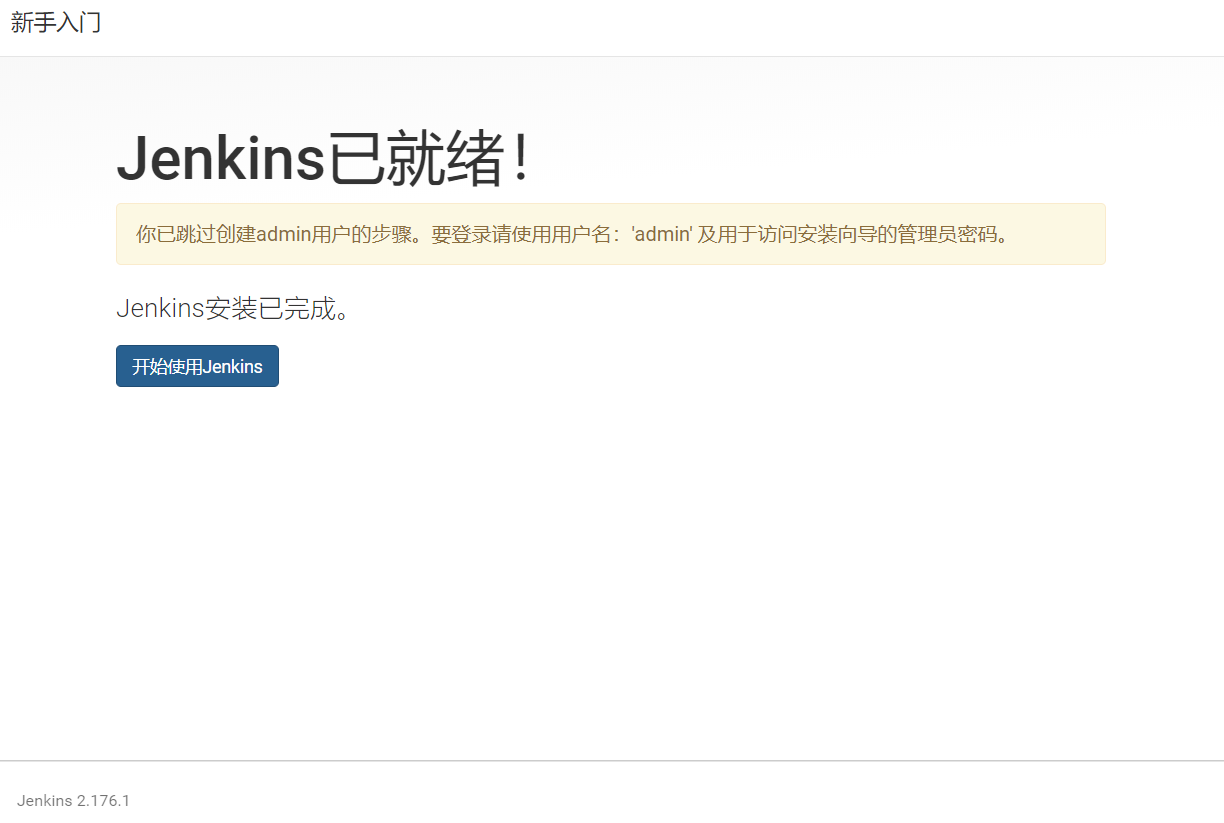 新手入门
Jenkins已就绪！
你已跳过创建admin用户的步骤。要登录请使用用户名：'admin' 及用于访问安装向导的管理员密码。
Jenkins安装已完成。
开始使用Jenkins
Jenkins 2.176.1